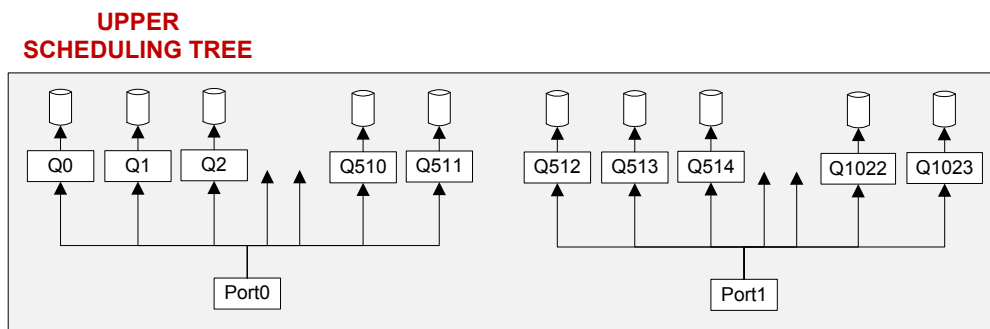 UPPER
SCHEDULING TREE
Q0 Q1 Q2 Q510 Q511 Q512 Q513 Q514 Q1022 Q1023
Port0 Port1